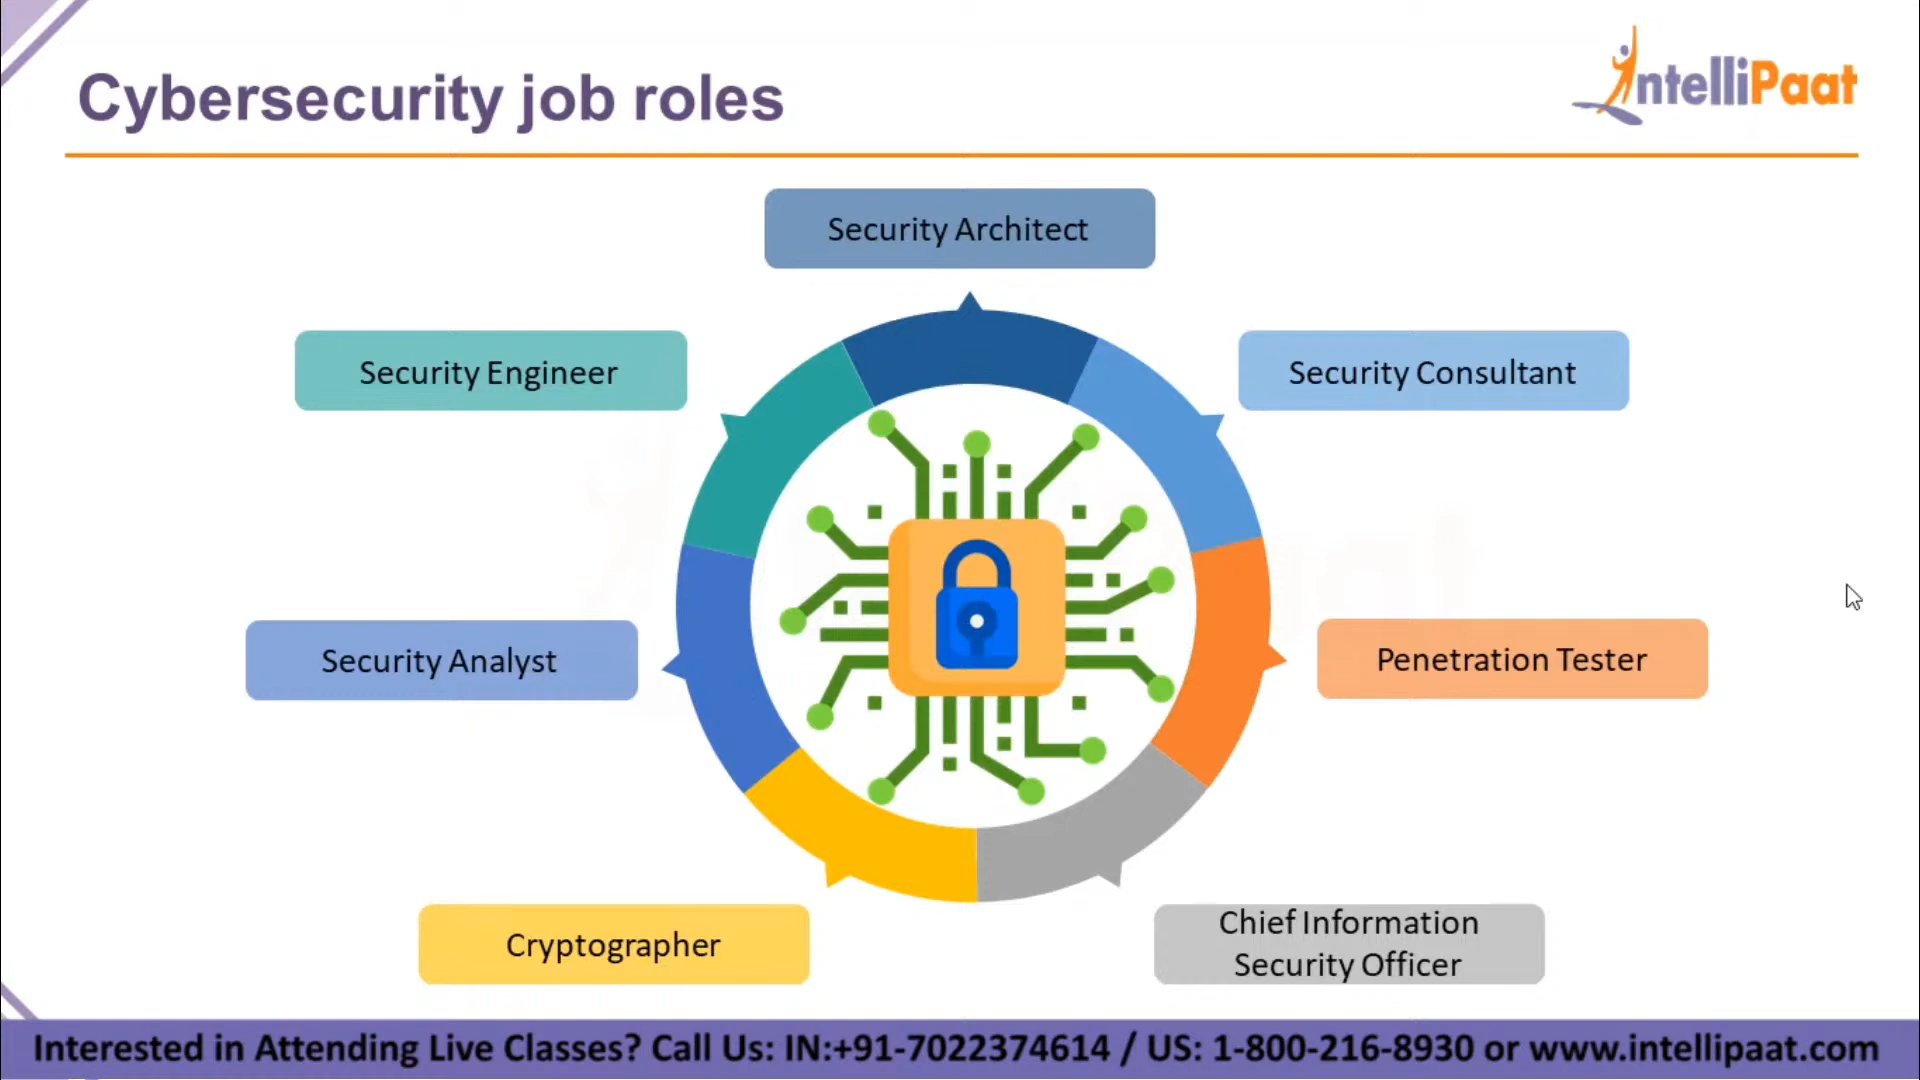 Cybersecurity job roles
IntelliPaat
Security Architect
Security Engineer
Security Consultant
Security Analyst
Penetration Tester
Cryptographer
Chief Information
Security Officer
Interested in Attending Live Classes? Call Us: IN:+91-7022374614 / US: 1-800-216-8930 or www.intellipaat.com